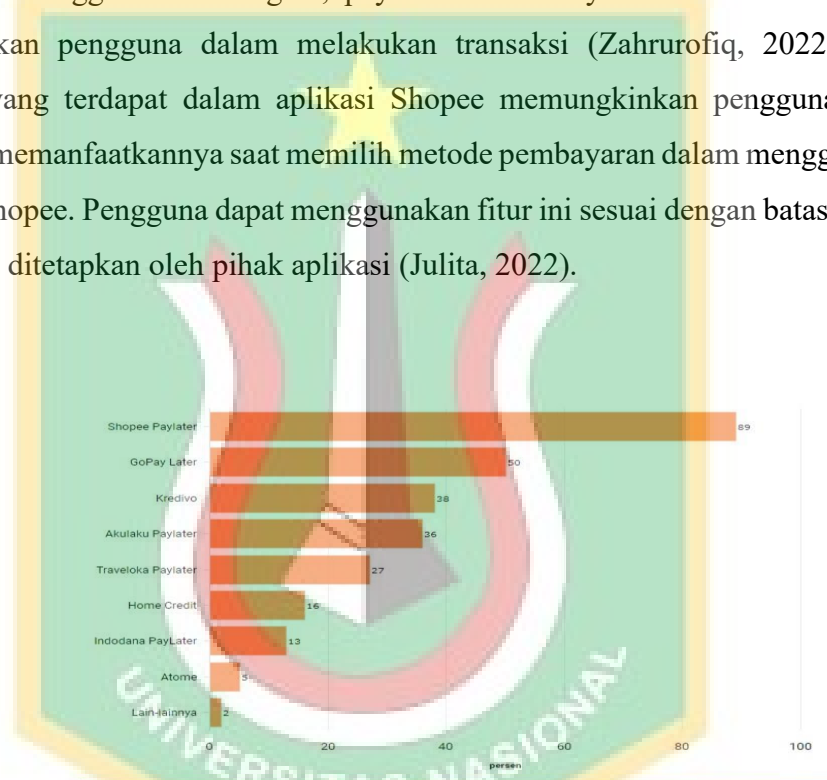 kan pengguna dalam melakukan transaksi (Zahrurofiq, 2022
yang terdapat dalam aplikasi Shopee memungkinkan pengguna
memanfaatkannya saat memilih metode pembayaran dalam mengg
hopee. Pengguna dapat menggunakan fitur ini sesuai dengan batas
ditetapkan oleh pihak aplikasi (Julita, 2022).
Shopee Paylater 89
GoPay Later 50
Kredivo 38
Akulaku Paylater 36
Traveloka Paylater 27
Home Credit 16
Indodana PayLater 13
Atome 5
Lain-lainnya 2
0 20 40 60 80 100
persen
UNIVERSITAS NASIONAL